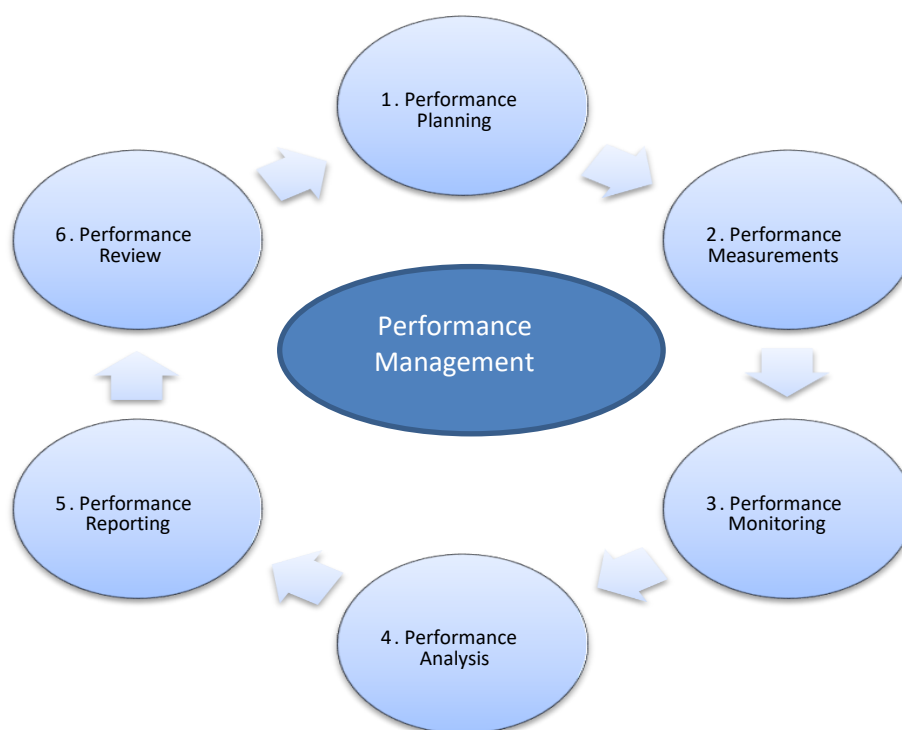 1. Performance
Planning
2. Performance
Measurements
3. Performance
Monitoring
4. Performance
Analysis
5. Performance
Reporting
6. Performance
Review
Performance
Management